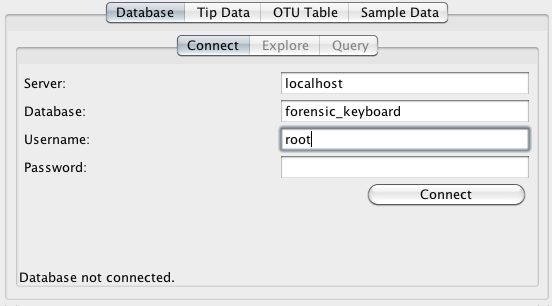 Database Tip Data OTU Table Sample Data
Connect Explore Query
Server: localhost
Database: forensic_keyboard
Username: root
Password:
Connect
Database not connected.